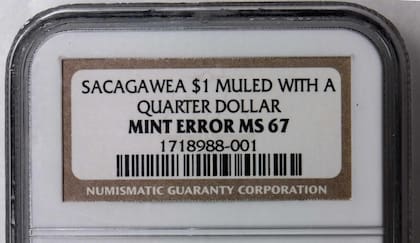 SACAGAWEA $1 MULED WITH A
QUARTER DOLLAR
MINT ERROR MS 67
1718988-001
NUMISMATIC GUARANTY CORPORATION